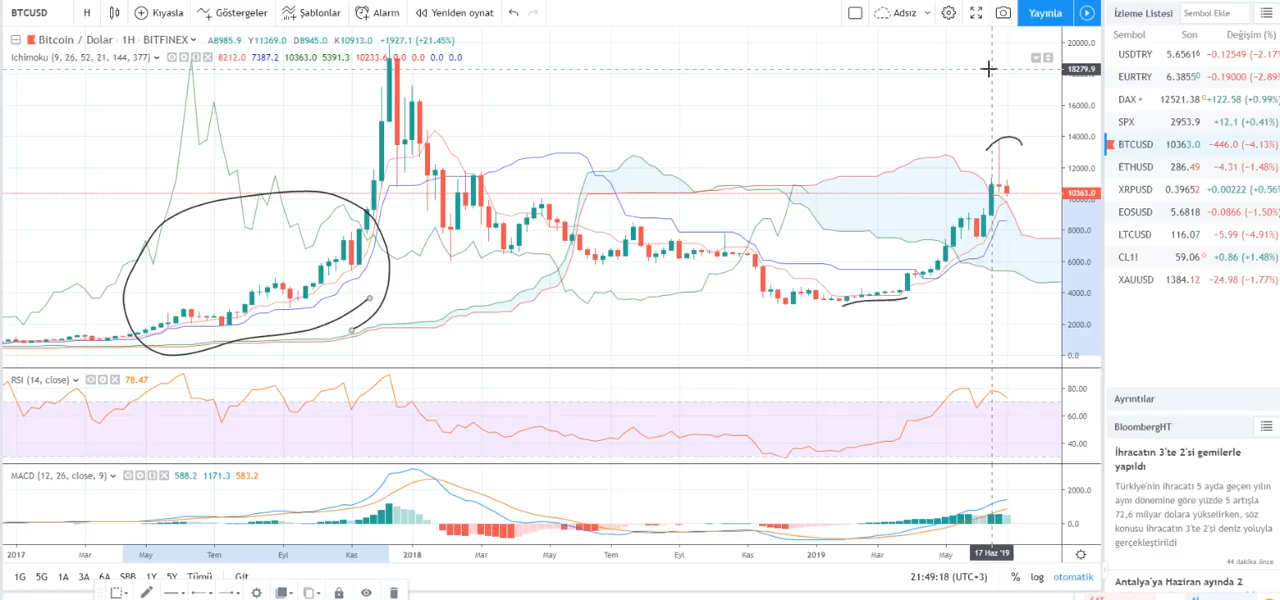 BTCUSD H Kıyasla Göstergeler Şablonlar Alarm Yeniden oynat Adsız Yayınla
Bitcoin / Dolar · 1H · BITFINEX A8985.9 Y11369.0 D8945.0 K10913.0 +1927.1 (+21.45%)
Ichimoku (9, 26, 52, 21, 144, 377) 8212.0 7387.2 10363.0 5391.3 10233.6 0.0 0.0 0.0 0.0
20000.0
18279.9
16000.0
14000.0
12000.0
10363.0
10000.0
8000.0
6000.0
4000.0
2000.0
0.0
RSI (14, close) 78.47
80.00
60.00
40.00
MACD (12, 26, close, 9) 588.2 1171.3 583.2
2000.0
0.0
2017 Mar May Tem Eyl Kas 2018 Mar May Tem Eyl Kas 2019 Mar May 17 Haz '19
1G 5G 1A 3A 6A SBB 1Y 5Y Tümü Git 21:49:18 (UTC+3) % log otomatik
İzleme Listesi Sembol Ekle
Sembol Son Değişim (%)
USDTRY 5.6561⁶ -0.12549 (-2.17%
EURTRY 6.3855⁰ -0.19000 (-2.89%
DAX 12521.38 +122.58 (+0.99%)
SPX 2953.9 +12.1 (+0.41%)
BTCUSD 10363.0 -446.0 (-4.13%)
ETHUSD 286.49 -4.31 (-1.48%)
XRPUSD 0.3965² +0.00222 (+0.56%
EOSUSD 5.6818 -0.0866 (-1.50%)
LTCUSD 116.07 -5.99 (-4.91%)
CL1! 59.06 +0.86 (+1.48%)
XAUUSD 1384.12 -24.98 (-1.77%)
Ayrıntılar
BloombergHT
İhracatın 3'te 2'si gemilerle
yapıldı
Türkiye'nin ihracatı 5 ayda geçen yılın
aynı dönemine göre yüzde 5 artışla
72,6 milyar dolara yükselirken, söz
konusu ihracatın 3'te 2'si deniz yoluyla
gerçekleştirildi
44 dakika önce
Antalya'ya Haziran ayında 2